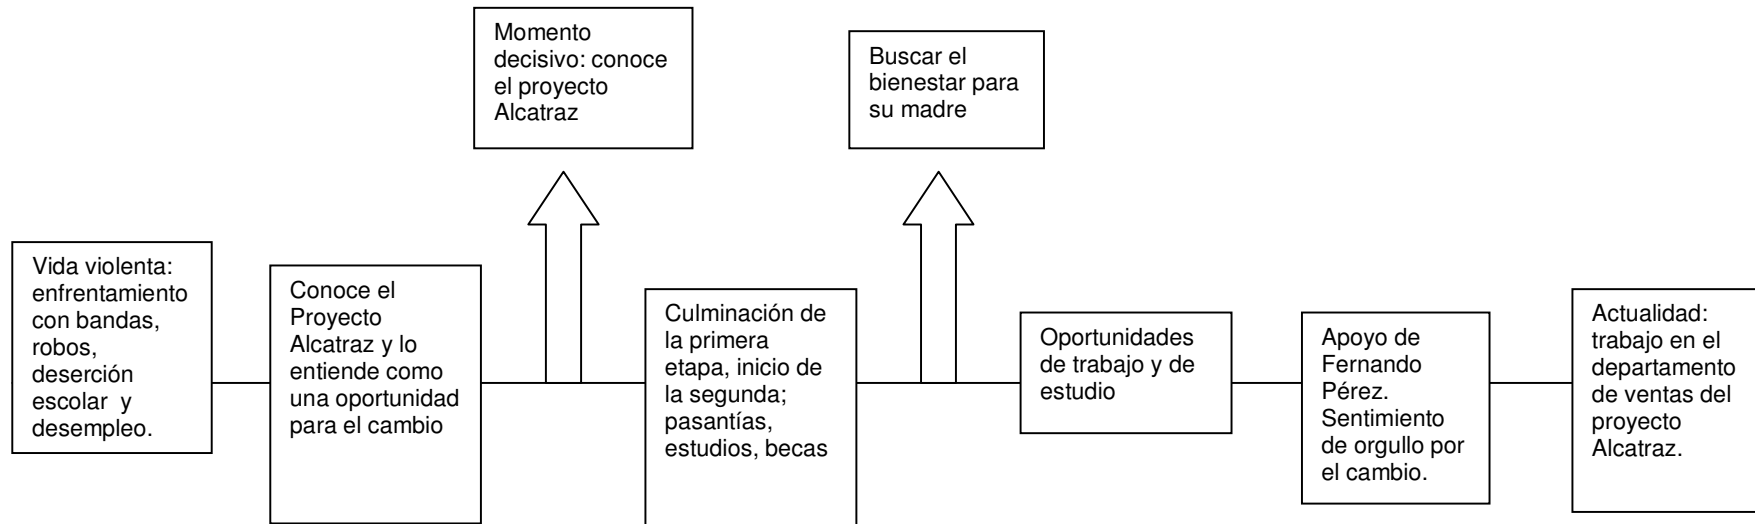 Momento
decisivo: conoce
el proyecto
Alcatraz
Buscar el
bienestar para
su madre
Vida violenta:
enfrentamiento
con bandas,
robos,
deserción
escolar  y
desempleo.
Conoce el
Proyecto
Alcatraz y lo
entiende como
una oportunidad
para el cambio
Culminación de
la primera
etapa, inicio de
la segunda;
pasantías,
estudios, becas
Oportunidades
de trabajo y de
estudio
Apoyo de
Fernando
Pérez.
Sentimiento
de orgullo por
el cambio.
Actualidad:
trabajo en el
departamento
de ventas del
proyecto
Alcatraz.